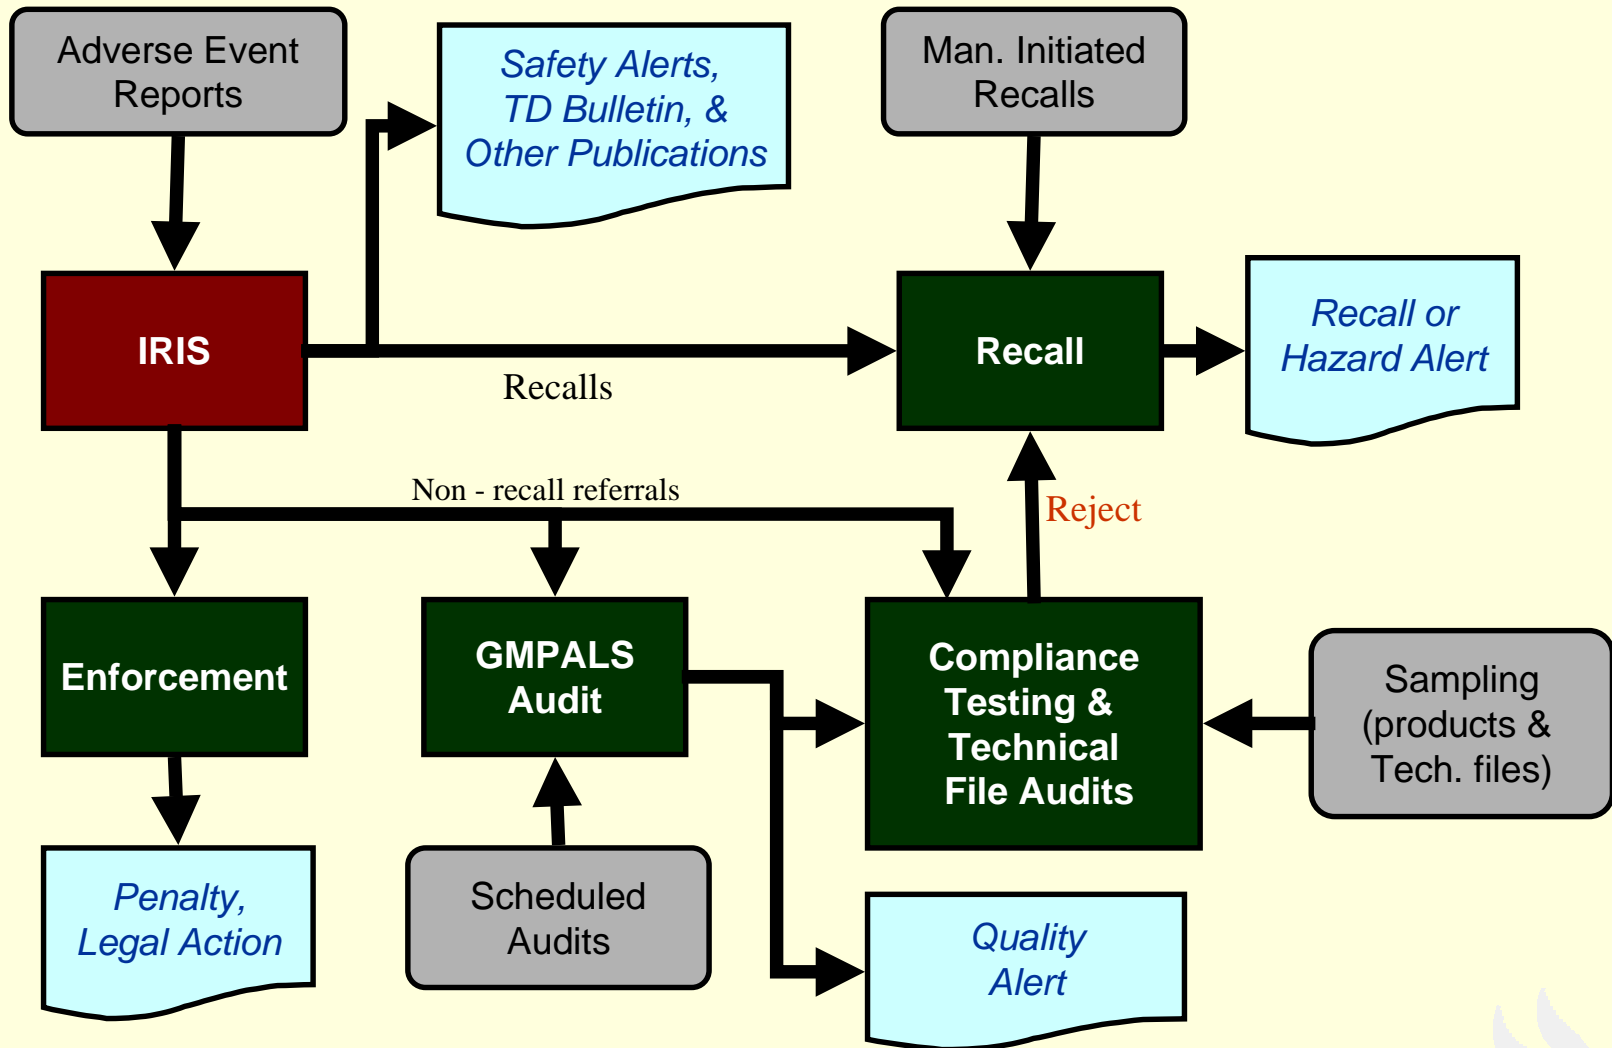 Adverse Event
Reports
Safety Alerts,
TD Bulletin, &
Other Publications
Man. Initiated
Recalls
IRIS
Recalls
Recall
Recall or
Hazard Alert
Non - recall referrals
Reject
Enforcement
GMPALS
Audit
Compliance
Testing &
Technical
File Audits
Sampling
(products &
Tech. files)
Penalty,
Legal Action
Scheduled
Audits
Quality
Alert